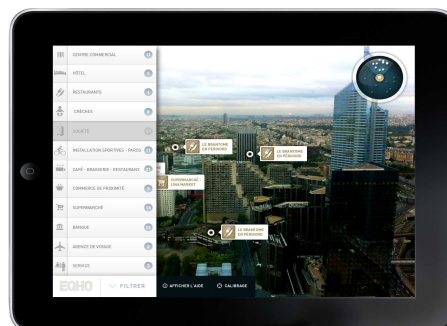 CENTRE COMMERCIAL
HÔTEL
RESTAURANTS
CRÈCHES
SOCIÉTÉ
INSTALLATION SPORTIVES - PARCS
CAFÉ - BRASSERIE - RESTAURANT
COMMERCE DE PROXIMITÉ
SUPERMARCHÉ
BANQUE
AGENCE DE VOYAGE
SERVICE
EQHO
FILTRER
AFFICHER L'AIDE
CALIBRAGE
LE BRANTOME
EN PÉRIGORD
LE BRANTOME
EN PÉRIGORD
SUPERMARCHÉ -
LINA MARKET
LE BRANTOME
EN PÉRIGORD